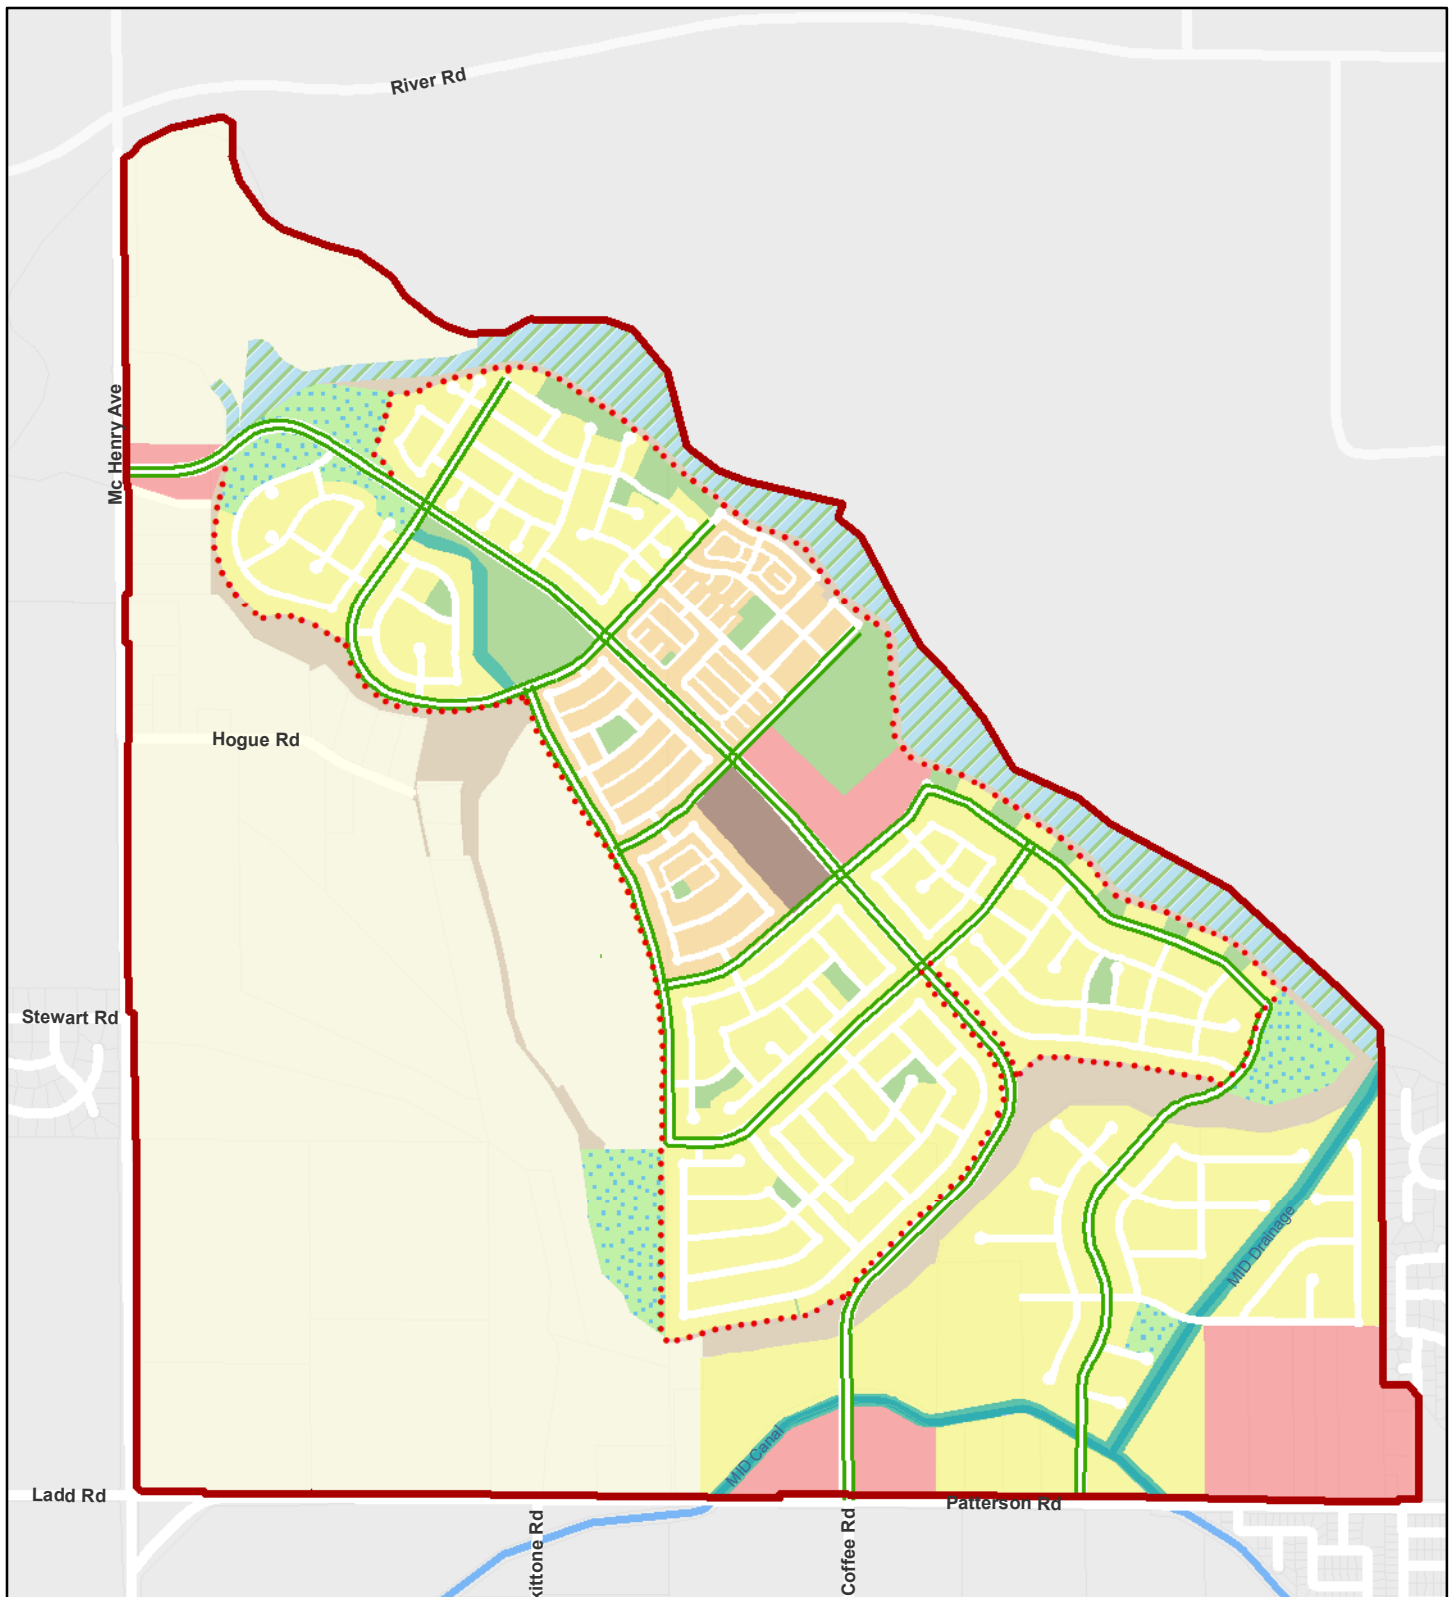 River Rd
Mc Henry Ave
Hogue Rd
Stewart Rd
MID Drainage
MID Canal
Ladd Rd
Patterson Rd
Coffee Rd
Rd